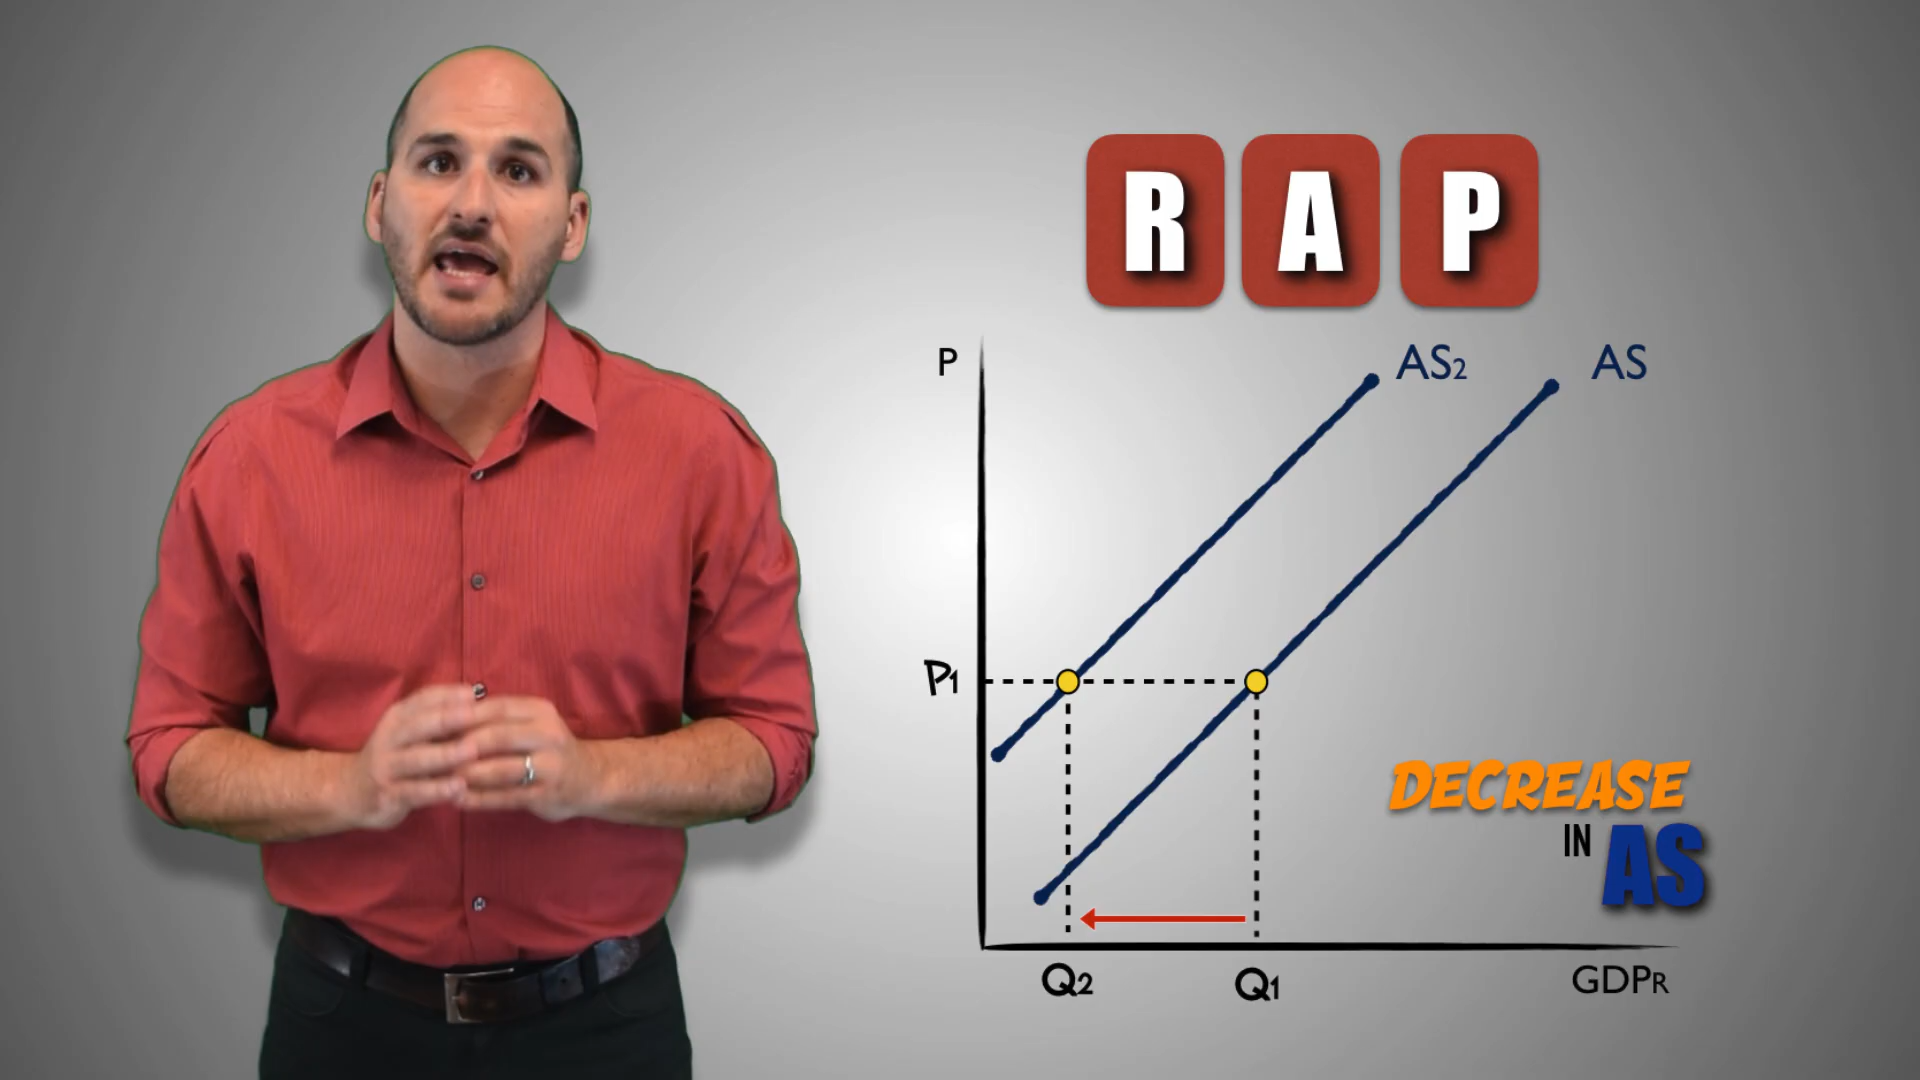 R A P
P
AS2
AS
P1
DECREASE
IN AS
Q2
Q1
GDPR